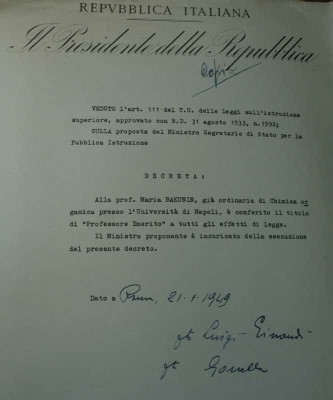 REPVBBLICA ITALIANA
Il Presidente della Repubblica
Copia
VEDUTO l'art. 111 del T.U. delle leggi sull'istruzione
superiore, approvato con R.D. 31 agosto 1933, n.1592;
SULLA proposta del Ministro Segretario di Stato per la
Pubblica Istruzione
DECRETA:
Alla prof. Maria BAKUNIN, già ordinaria di Chimica or
ganica presso l'Università di Napoli, è conferito il titolo
di "Professore Emerito" a tutti gli effetti di legge.
Il Ministro proponente è incaricato della esecuzione
del presente decreto.
Dato a Roma, 21-1-1949
fto Luigi Einaudi
fto Gonella